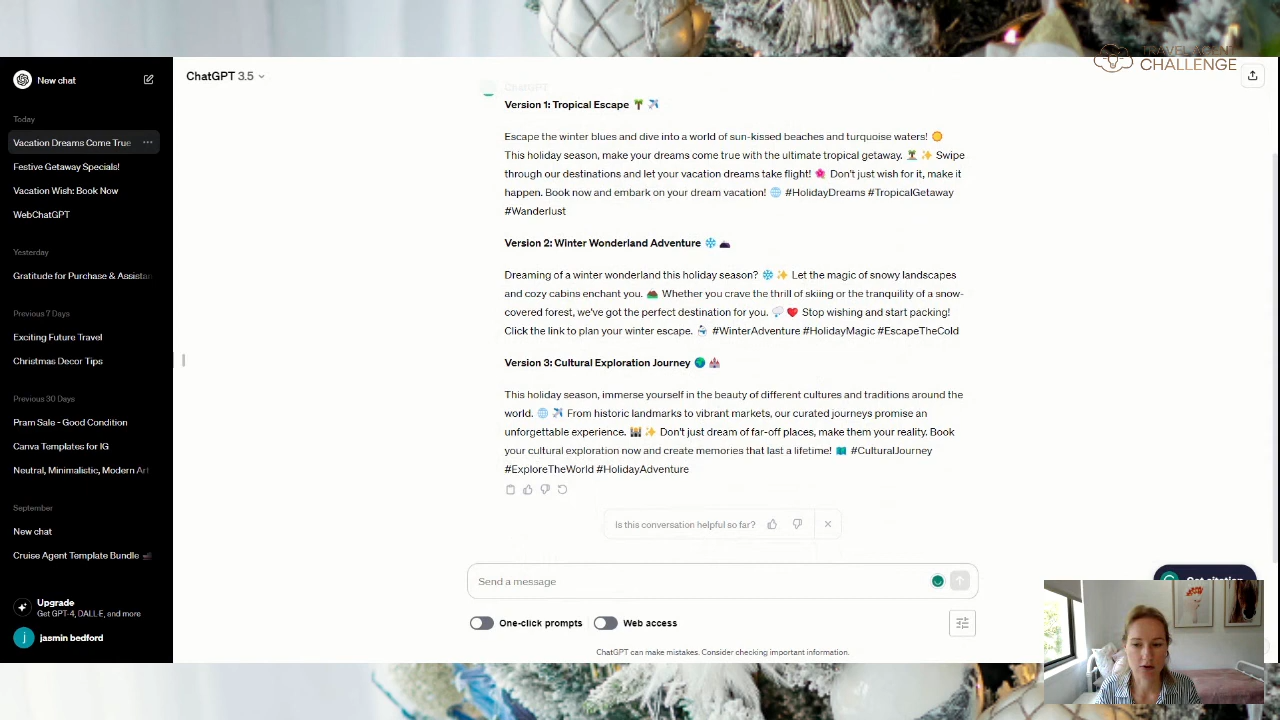 TRAVEL AGENT
CHALLENGE
New chat
Today
Vacation Dreams Come True
Festive Getaway Specials!
Vacation Wish: Book Now
WebChatGPT
Yesterday
Gratitude for Purchase & Assistan
Previous 7 Days
Exciting Future Travel
Christmas Decor Tips
Previous 30 Days
Pram Sale - Good Condition
Canva Templates for IG
Neutral, Minimalistic, Modern Art
September
New chat
Cruise Agent Template Bundle
Upgrade
Get GPT-4, DALL·E, and more
j
jasmin bedford
ChatGPT 3.5
ChatGPT
Version 1: Tropical Escape 🌴 ✈️
Escape the winter blues and dive into a world of sun-kissed beaches and turquoise waters! ☀️
This holiday season, make your dreams come true with the ultimate tropical getaway. 🏝️ ✨ Swipe
through our destinations and let your vacation dreams take flight! 🌺 Don't just wish for it, make it
happen. Book now and embark on your dream vacation! 🌐 #HolidayDreams #TropicalGetaway
#Wanderlust
Version 2: Winter Wonderland Adventure ❄️ 🏔️
Dreaming of a winter wonderland this holiday season? ❄️ ✨ Let the magic of snowy landscapes
and cozy cabins enchant you. 🏕️ Whether you crave the thrill of skiing or the tranquility of a snow-
covered forest, we've got the perfect destination for you. 🌨️ ❤️ Stop wishing and start packing!
Click the link to plan your winter escape. ⛄ #WinterAdventure #HolidayMagic #EscapeTheCold
Version 3: Cultural Exploration Journey 🌍 🏰
This holiday season, immerse yourself in the beauty of different cultures and traditions around the
world. 🌐 ✈️ From historic landmarks to vibrant markets, our curated journeys promise an
unforgettable experience. 🕌 ✨ Don't just dream of far-off places, make them your reality. Book
your cultural exploration now and create memories that last a lifetime! 📖 #CulturalJourney
#ExploreTheWorld #HolidayAdventure
Is this conversation helpful so far?
Send a message
One-click prompts
Web access
ChatGPT can make mistakes. Consider checking important information.
Get citation